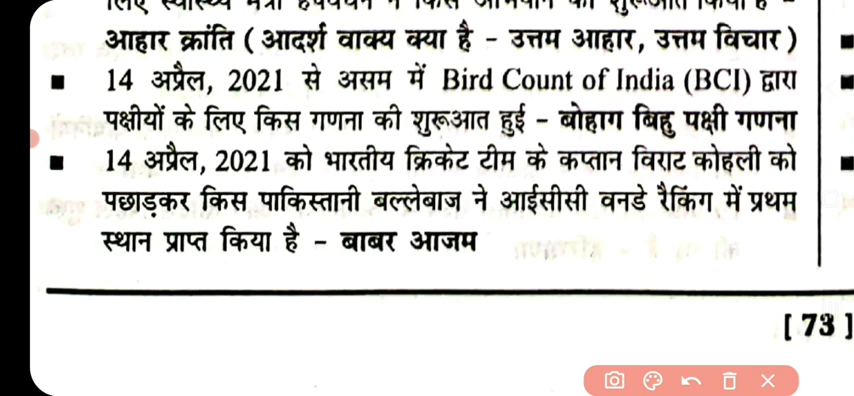 आहार क्रांति ( आदर्श वाक्य क्या है - उत्तम आहार, उत्तम विचार )
■ 14 अप्रैल, 2021 से असम में Bird Count of India (BCI) द्वारा
पक्षीयों के लिए किस गणना की शुरूआत हुई - बोहाग बिहु पक्षी गणना
■ 14 अप्रैल, 2021 को भारतीय क्रिकेट टीम के कप्तान विराट कोहली को
पछाड़कर किस पाकिस्तानी बल्लेबाज ने आईसीसी वनडे रैकिंग में प्रथम
स्थान प्राप्त किया है - बाबर आजम
[ 73 ]